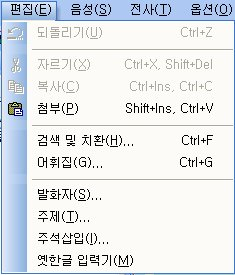 편집(E) 음성(S) 전사(T) 옵션(O)
되돌리기(U) Ctrl+Z
자르기(X) Ctrl+X, Shift+Del
복사(C) Ctrl+Ins, Ctrl+C
첨부(P) Shift+Ins, Ctrl+V
검색 및 치환(H)... Ctrl+F
어휘집(G)... Ctrl+G
발화자(S)...
주제(T)...
주석삽입(I)...
옛한글 입력기(M)